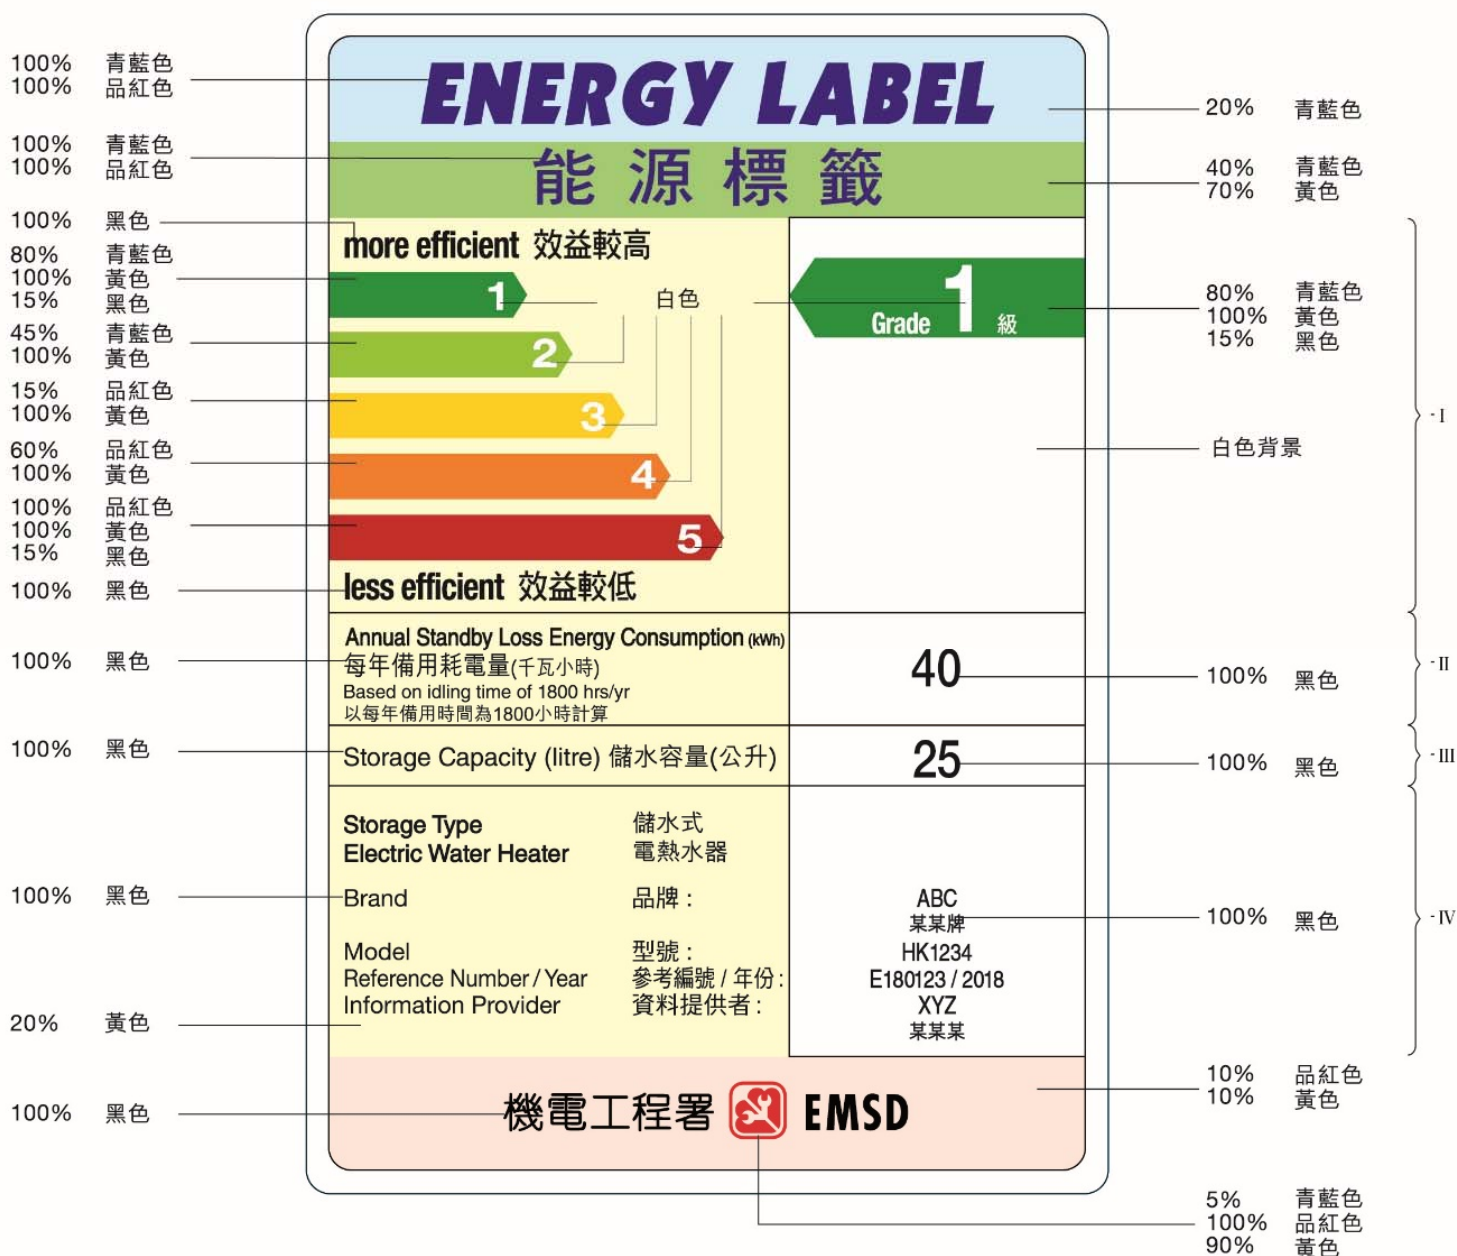 100% 青藍色
100% 品紅色
100% 青藍色
100% 品紅色
100% 黑色
80% 青藍色
100% 黃色
15% 黑色
45% 青藍色
100% 黃色
15% 品紅色
100% 黃色
60% 品紅色
100% 黃色
100% 品紅色
100% 黃色
15% 黑色
100% 黑色
100% 黑色
100% 黑色
100% 黑色
20% 黃色
100% 黑色
ENERGY LABEL
能源標籤
more efficient 效益較高
1
2
3
4
5
白色
less efficient 效益較低
Grade 1 級
Annual Standby Loss Energy Consumption (kWh)
每年備用耗電量(千瓦小時)
Based on idling time of 1800 hrs/yr
以每年備用時間為1800小時計算
40
Storage Capacity (litre) 儲水容量(公升)
25
Storage Type 儲水式
Electric Water Heater 電熱水器
Brand 品牌 : ABC
某某牌
Model 型號 : HK1234
Reference Number / Year 參考編號 / 年份 : E180123 / 2018
Information Provider 資料提供者 : XYZ
某某某
機電工程署 EMSD
20% 青藍色
40% 青藍色
70% 黃色
80% 青藍色
100% 黃色
15% 黑色
白色背景
100% 黑色
100% 黑色
100% 黑色
10% 品紅色
10% 黃色
5% 青藍色
100% 品紅色
90% 黃色
-I
-II
-III
-IV